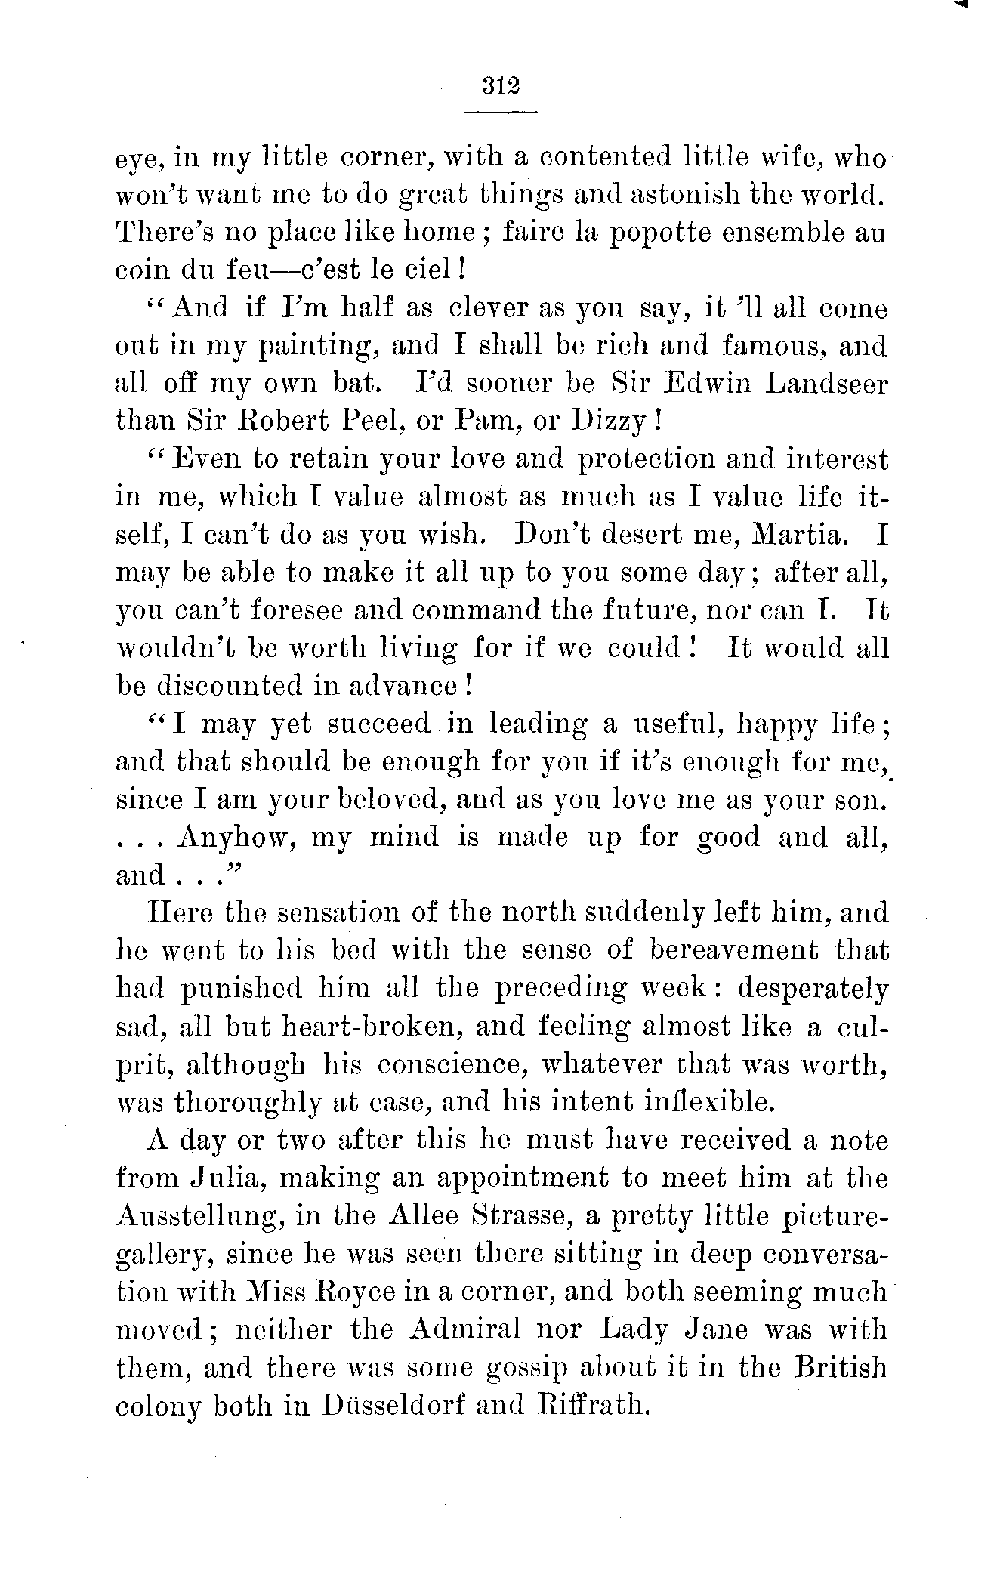 312
eye, in my little corner, with a contented little wife, who
won't want me to do great things and astonish the world.
There's no place like home; faire la popotte ensemble au
coin du feu—c'est le ciel!
"And if I'm half as clever as you say, it 'll all come
out in my painting, and I shall be rich and famous, and
all off my own bat. I'd sooner be Sir Edwin Landseer
than Sir Robert Peel, or Pam, or Dizzy!
"Even to retain your love and protection and interest
in me, which I value almost as much as I value life it-
self, I can't do as you wish. Don't desert me, Martia. I
may be able to make it all up to you some day; after all,
you can't foresee and command the future, nor can I. It
wouldn't be worth living for if we could! It would all
be discounted in advance!
"I may yet succeed in leading a useful, happy life;
and that should be enough for you if it's enough for me,
since I am your beloved, and as you love me as your son.
. . . Anyhow, my mind is made up for good and all,
and . . ."
Here the sensation of the north suddenly left him, and
he went to his bed with the sense of bereavement that
had punished him all the preceding week: desperately
sad, all but heart-broken, and feeling almost like a cul-
prit, although his conscience, whatever that was worth,
was thoroughly at ease, and his intent inflexible.
A day or two after this he must have received a note
from Julia, making an appointment to meet him at the
Ausstellung, in the Allee Strasse, a pretty little picture-
gallery, since he was seen there sitting in deep conversa-
tion with Miss Royce in a corner, and both seeming much
moved; neither the Admiral nor Lady Jane was with
them, and there was some gossip about it in the British
colony both in Düsseldorf and Riffrath.